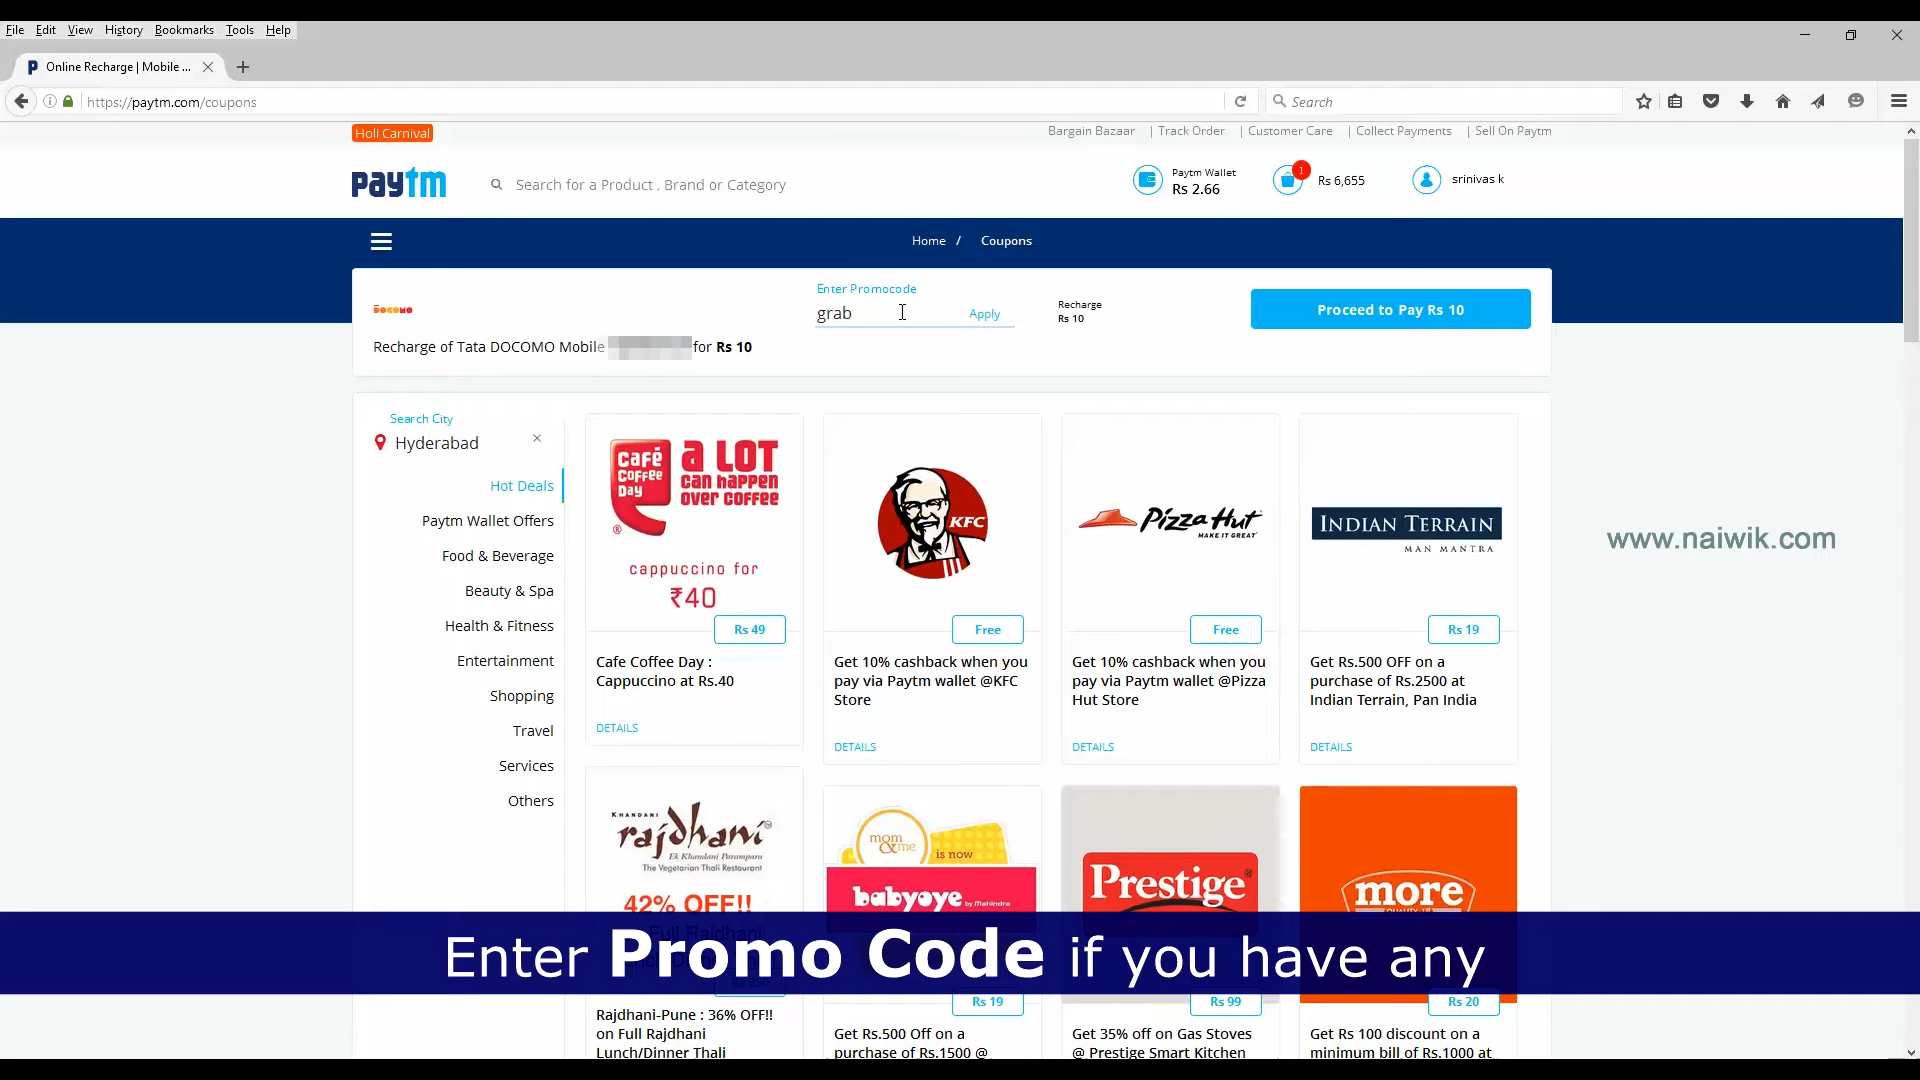 File Edit View History Bookmarks Tools Help
Online Recharge | Mobile ...
https://paytm.com/coupons
Search
Holi Carnival
Bargain Bazaar | Track Order | Customer Care | Collect Payments | Sell On Paytm
paytm
Search for a Product , Brand or Category
Paytm Wallet
Rs 2.66
1
Rs 6,655
srinivas k
Home / Coupons
DOCOMO
Enter Promocode
grab
Apply
Recharge
Rs 10
Proceed to Pay Rs 10
Recharge of Tata DOCOMO Mobile
for Rs 10
Search City
Hyderabad
Hot Deals
Paytm Wallet Offers
Food & Beverage
Beauty & Spa
Health & Fitness
Entertainment
Shopping
Travel
Services
Others
Café
Coffee
Day
a LOT
can happen
over coffee
cappuccino for
₹40
Rs 49
Cafe Coffee Day :
Cappuccino at Rs.40
DETAILS
KFC
Free
Get 10% cashback when you
pay via Paytm wallet @KFC
Store
DETAILS
Pizza Hut
MAKE IT GREAT
Free
Get 10% cashback when you
pay via Paytm wallet @Pizza
Hut Store
DETAILS
INDIAN TERRAIN
MAN MANTRA
Rs 19
Get Rs.500 OFF on a
purchase of Rs.2500 at
Indian Terrain, Pan India
DETAILS
www.naiwik.com
KHANDANI
rajdhani
Ek Khandani Parampara
The Vegetarian Thali Restaurant
42% OFF!!
Rajdhani-Pune : 36% OFF!!
on Full Rajdhani
Lunch/Dinner Thali
mom
&me
is now
babyoye by Mahindra
Rs 19
Get Rs.500 Off on a
purchase of Rs.1500 @
Prestige
Rs 99
Get 35% off on Gas Stoves
@ Prestige Smart Kitchen
more
Rs 20
Get Rs 100 discount on a
minimum bill of Rs.1000 at
Enter Promo Code if you have any